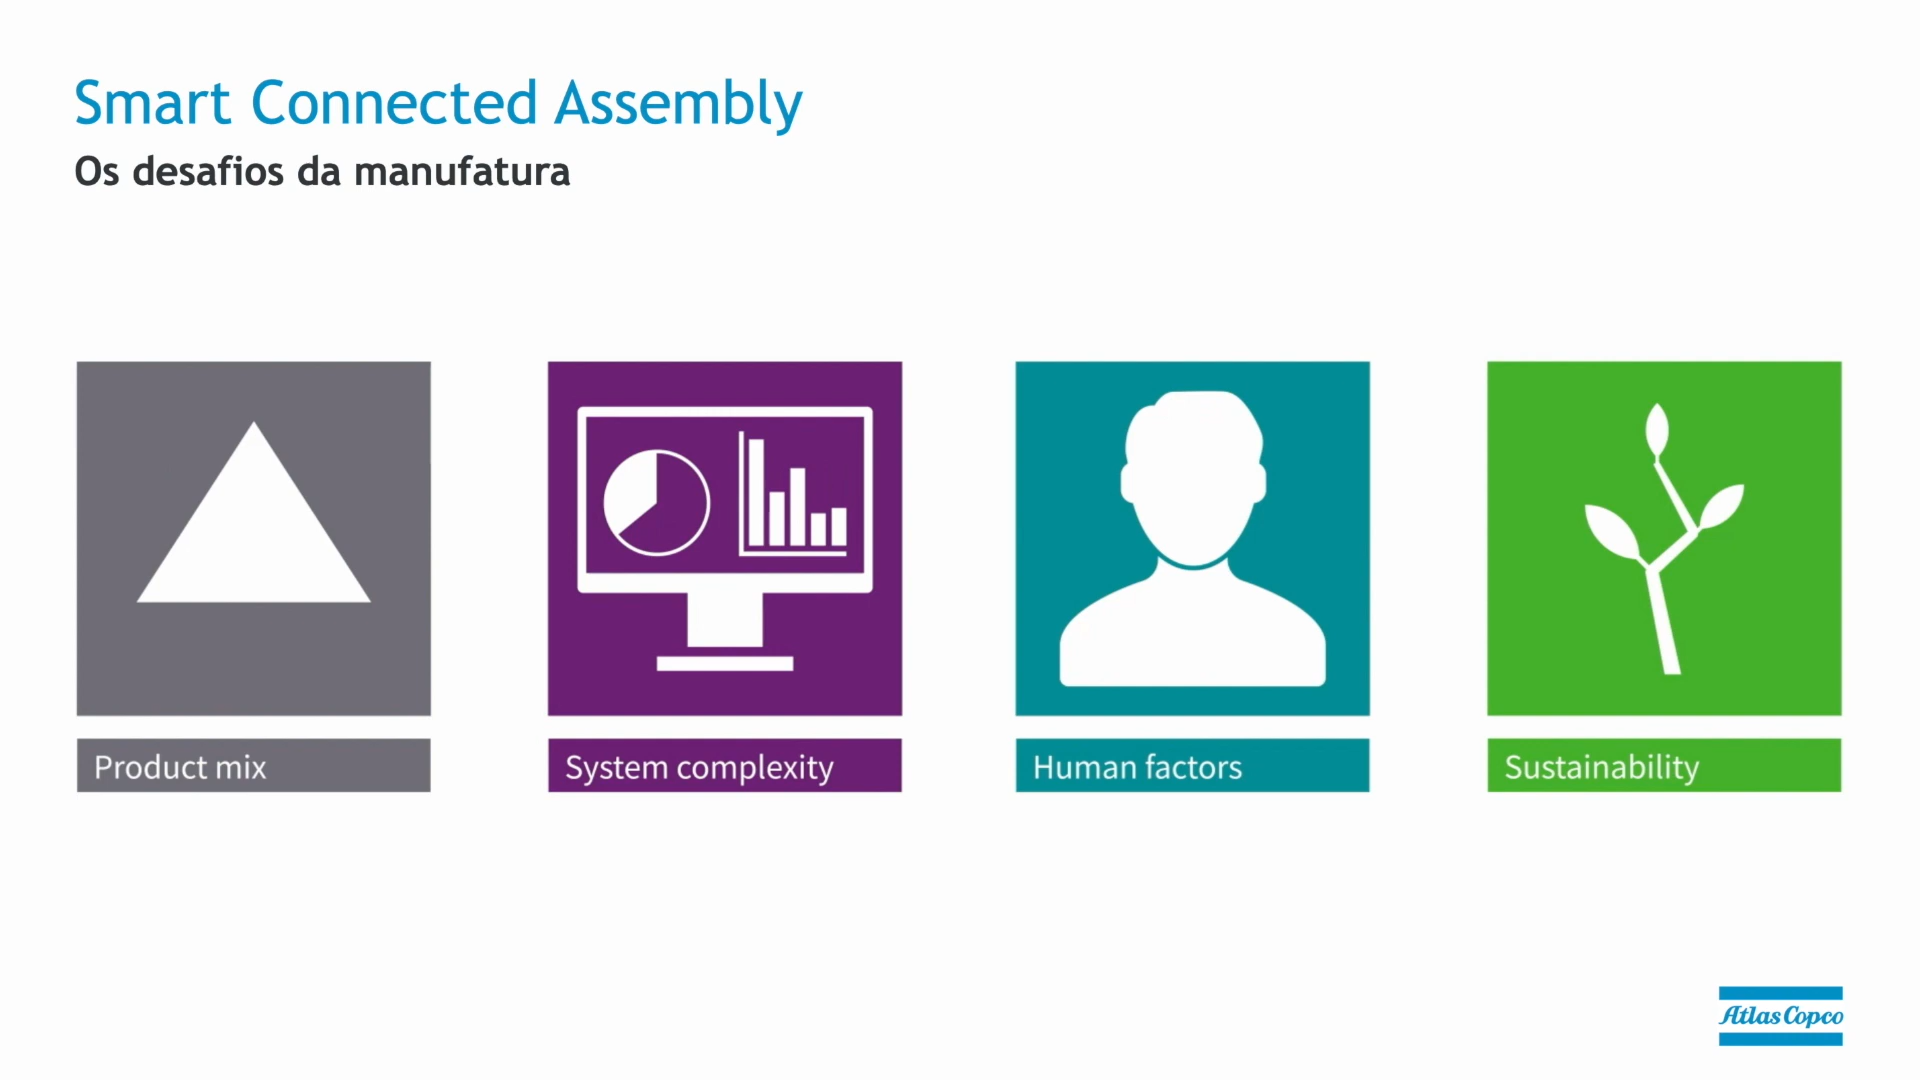 Smart Connected Assembly
Os desafios da manufatura
Product mix
System complexity
Human factors
Sustainability
Atlas Copco